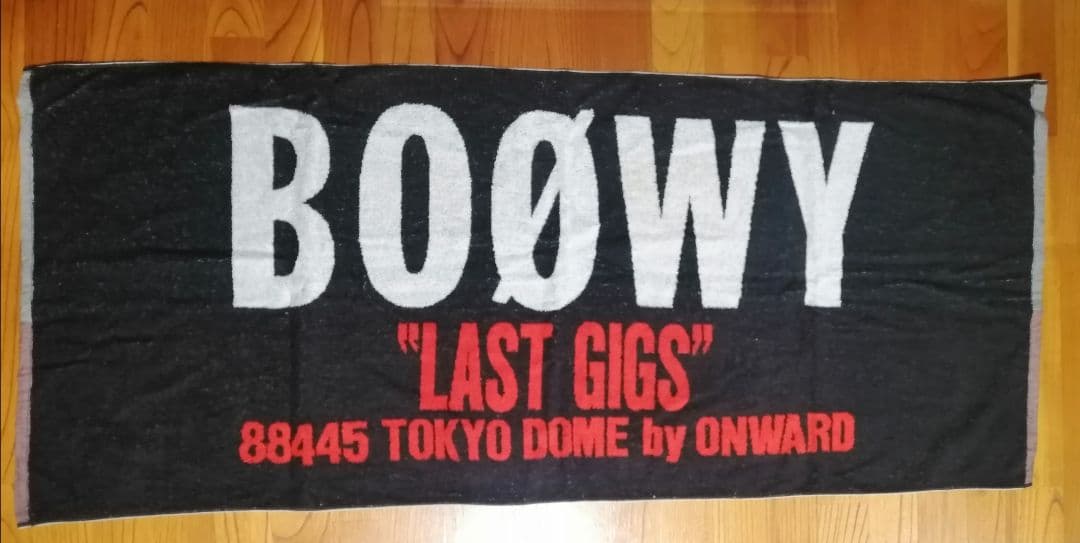 BOØWY
“LAST GIGS”
88445 TOKYO DOME by ONWARD